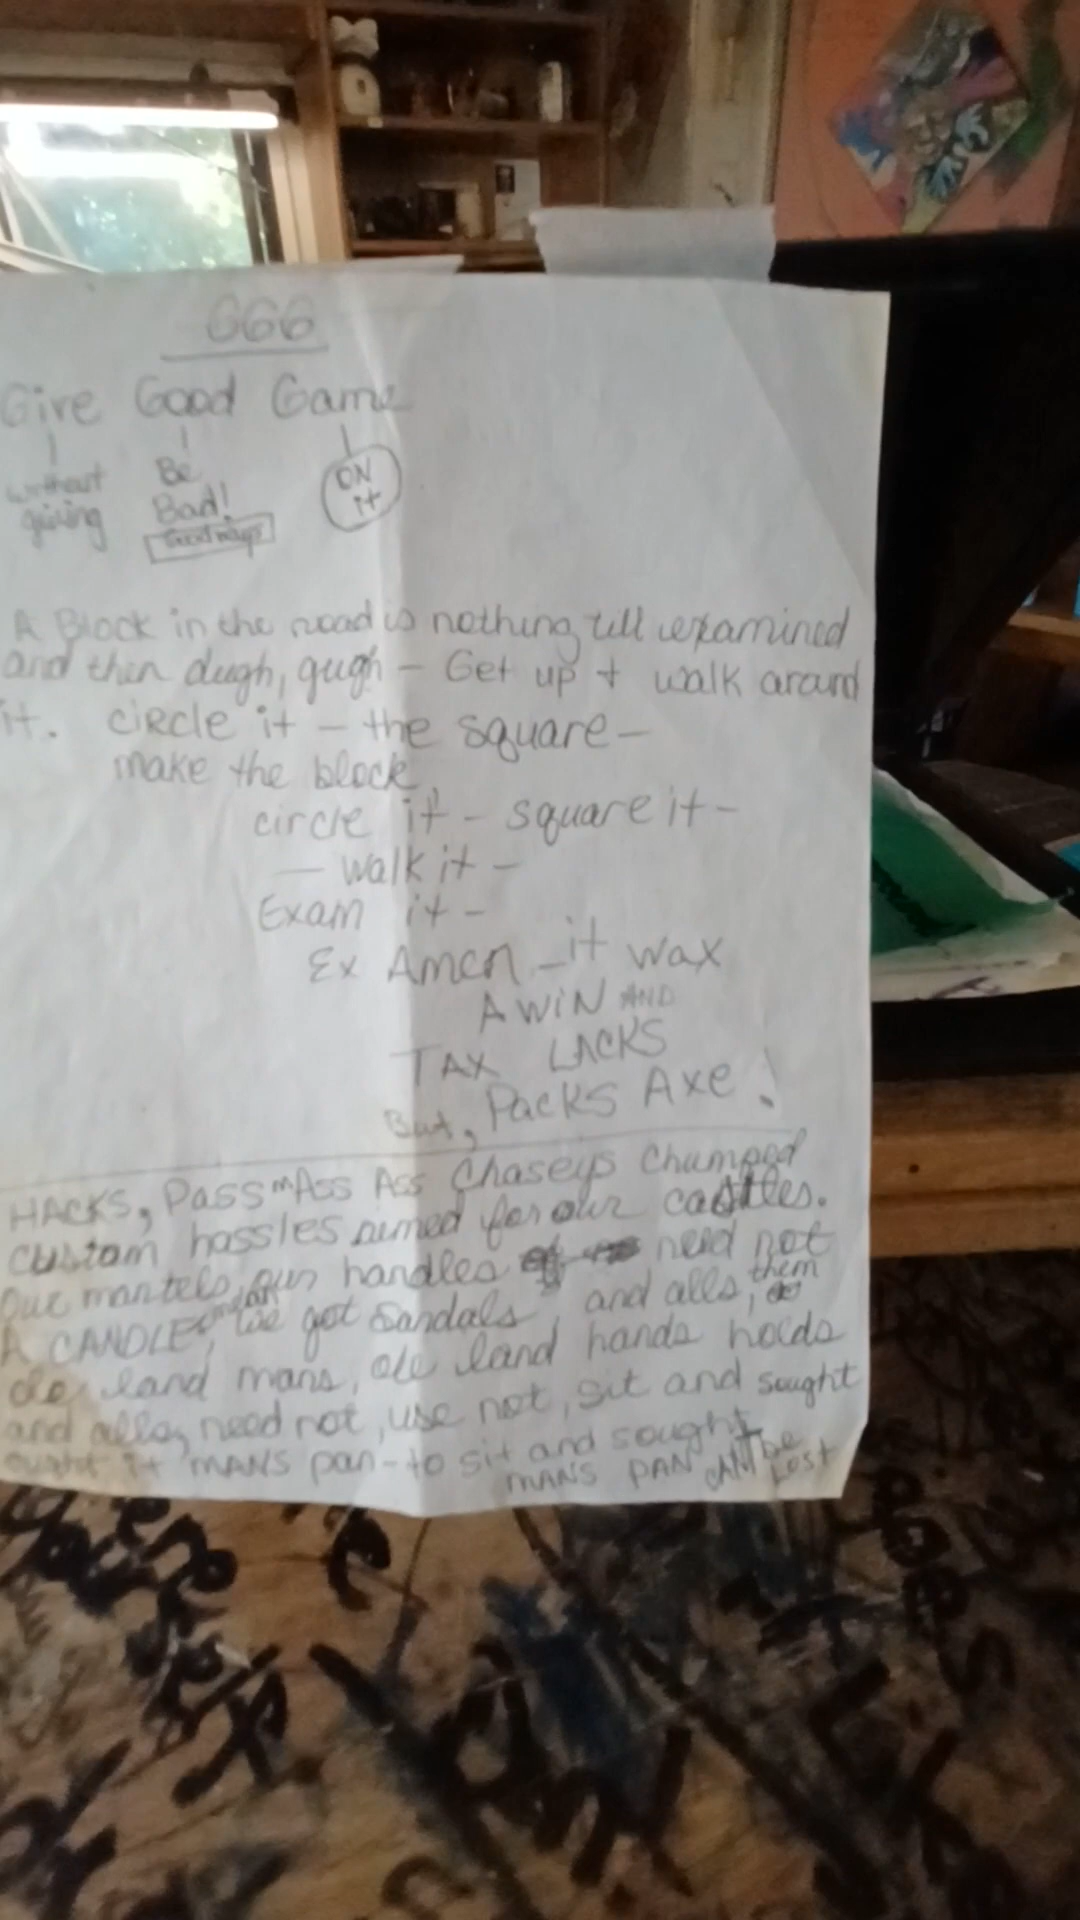 GGG
Give Good Game
without Be ON
giving Bad! it
A Block in the road is nothing till examined
and then dugh, gugh - Get up + walk around
it. circle it - the square -
make the block,
circle it - square it -
- walk it -
Exam it -
Ex Amen - it wax
A WIN AND
TAX LACKS
But, PACKS AXE!
HACKS, PASS Ass Chaseys Chumped
custom hassles aimed for our castles.
Our mantels, our handles need not
A CANDLE, we got Sandals, and alls, them
ole land mans, ole land hands holds
and alls, need not, use not, sit and sought
ought it MANS pan - to sit and sought
MANS PAN CAN'T be
LOST